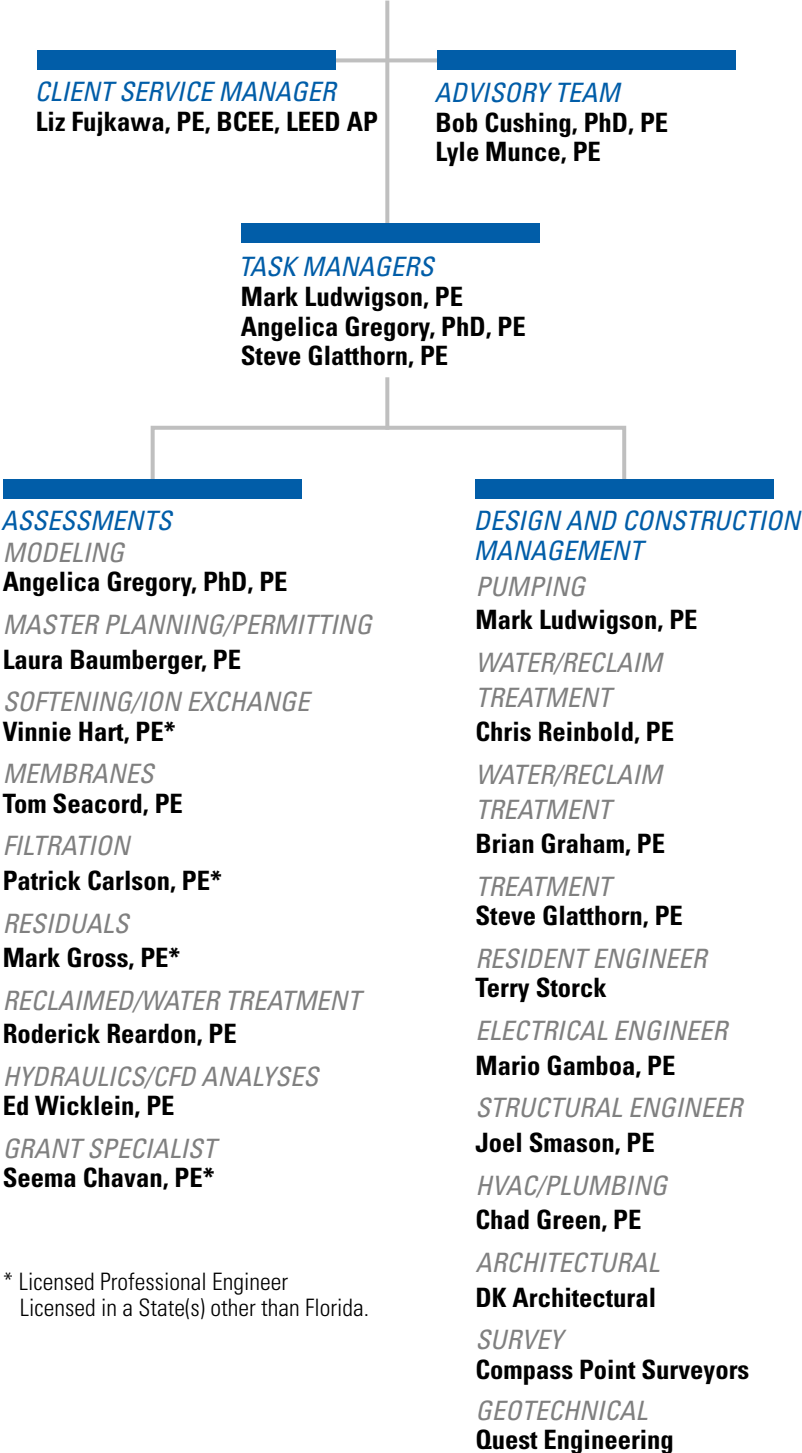 CLIENT SERVICE MANAGER
Liz Fujkawa, PE, BCEE, LEED AP
ADVISORY TEAM
Bob Cushing, PhD, PE
Lyle Munce, PE
TASK MANAGERS
Mark Ludwigson, PE
Angelica Gregory, PhD, PE
Steve Glatthorn, PE
ASSESSMENTS
MODELING
Angelica Gregory, PhD, PE
MASTER PLANNING/PERMITTING
Laura Baumberger, PE
SOFTENING/ION EXCHANGE
Vinnie Hart, PE*
MEMBRANES
Tom Seacord, PE
FILTRATION
Patrick Carlson, PE*
RESIDUALS
Mark Gross, PE*
RECLAIMED/WATER TREATMENT
Roderick Reardon, PE
HYDRAULICS/CFD ANALYSES
Ed Wicklein, PE
GRANT SPECIALIST
Seema Chavan, PE*
* Licensed Professional Engineer
Licensed in a State(s) other than Florida.
DESIGN AND CONSTRUCTION
MANAGEMENT
PUMPING
Mark Ludwigson, PE
WATER/RECLAIM
TREATMENT
Chris Reinbold, PE
WATER/RECLAIM
TREATMENT
Brian Graham, PE
TREATMENT
Steve Glatthorn, PE
RESIDENT ENGINEER
Terry Storck
ELECTRICAL ENGINEER
Mario Gamboa, PE
STRUCTURAL ENGINEER
Joel Smason, PE
HVAC/PLUMBING
Chad Green, PE
ARCHITECTURAL
DK Architectural
SURVEY
Compass Point Surveyors
GEOTECHNICAL
Quest Engineering